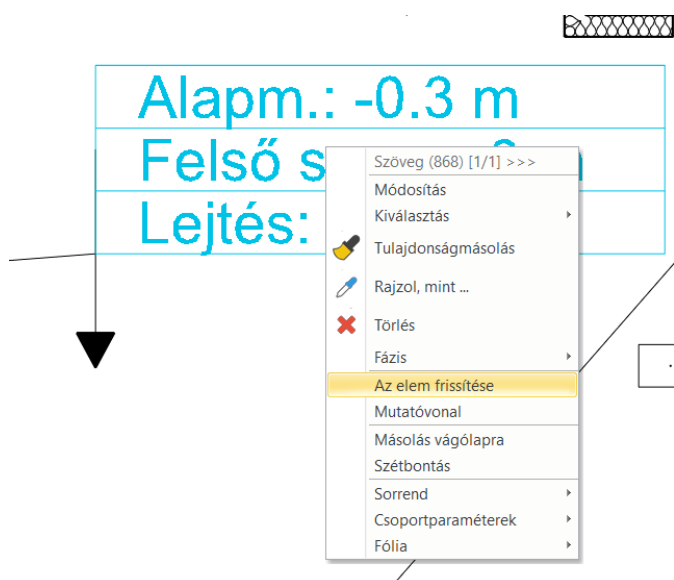 Alapm.: -0.3 m
Felső s
Lejtés:
Szöveg (868) [1/1] >>>
Módosítás
Kiválasztás
Tulajdonságmásolás
Rajzol, mint ...
Törlés
Fázis
Az elem frissítése
Mutatóvonal
Másolás vágólapra
Szétbontás
Sorrend
Csoportparaméterek
Fólia